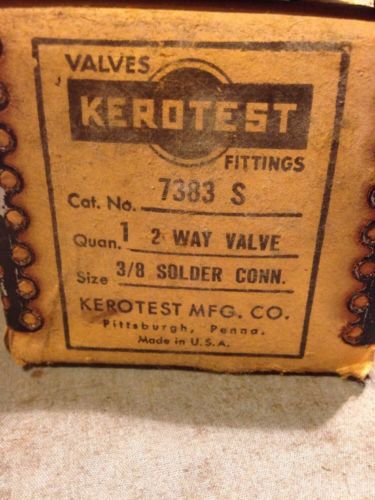 VALVES
KEROTEST
FITTINGS
Cat. No. 7383 S
Quan. 1 2 WAY VALVE
Size 3/8 SOLDER CONN.
KEROTEST MFG. CO.
Pittsburgh, Penna.
Made in U.S.A.